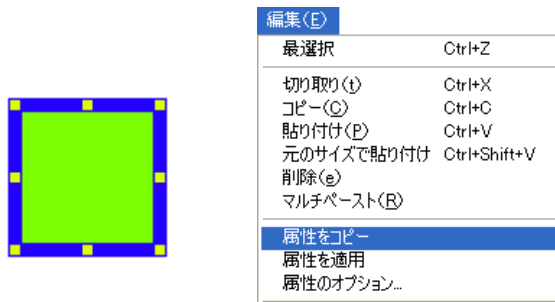 編集(E)
最選択 Ctrl+Z
切り取り(t) Ctrl+X
コピー(C) Ctrl+C
貼り付け(P) Ctrl+V
元のサイズで貼り付け Ctrl+Shift+V
削除(e)
マルチペースト(R)
属性をコピー
属性を適用
属性のオプション...